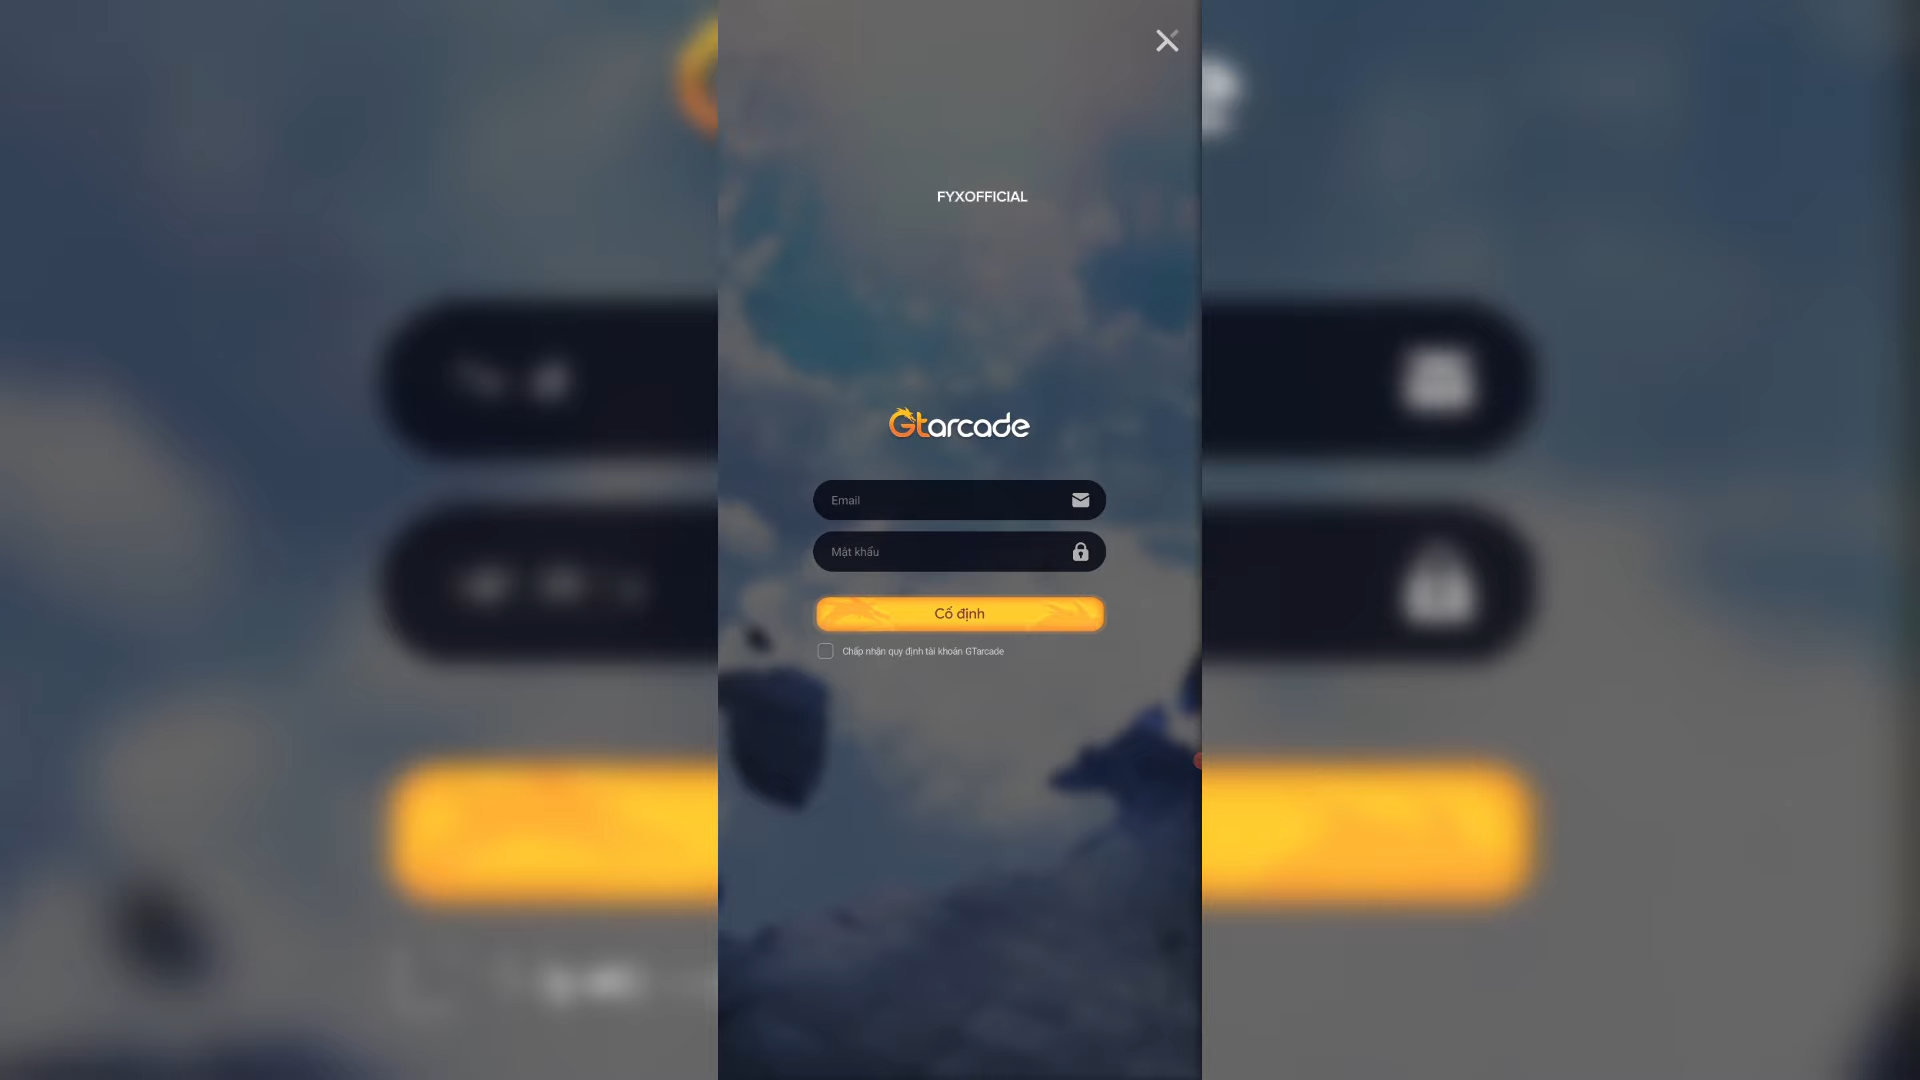 FYXOFFICIAL
Gtarcade
Email
Mật khẩu
Cố định
Chấp nhận quy định tài khoản GTarcade